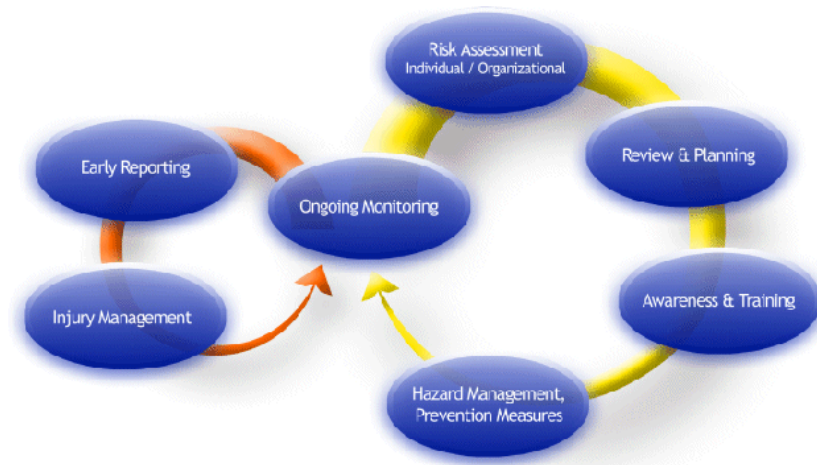 Risk Assessment
Individual / Organizational
Early Reporting
Review & Planning
Ongoing Monitoring
Injury Management
Awareness & Training
Hazard Management,
Prevention Measures